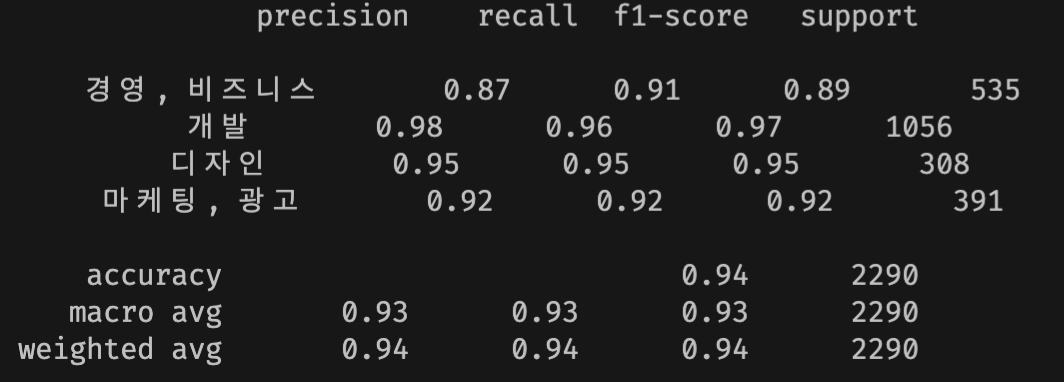 precision recall f1-score support
경영, 비즈니스 0.87 0.91 0.89 535
개발 0.98 0.96 0.97 1056
디자인 0.95 0.95 0.95 308
마케팅, 광고 0.92 0.92 0.92 391
accuracy 0.94 2290
macro avg 0.93 0.93 0.93 2290
weighted avg 0.94 0.94 0.94 2290